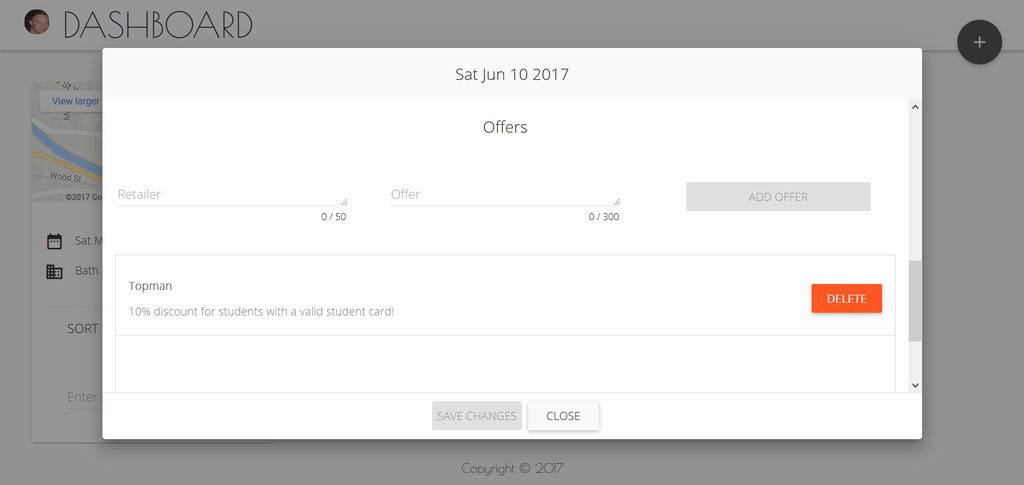 DASHBOARD
+
Sat Jun 10 2017
View larger
Offers
Wood St
©2017 Go
Retailer
Offer
ADD OFFER
0 / 50
0 / 300
Sat M
Bath
Topman
10% discount for students with a valid student card!
DELETE
SORT
Enter
SAVE CHANGES
CLOSE
Copyright © 2017